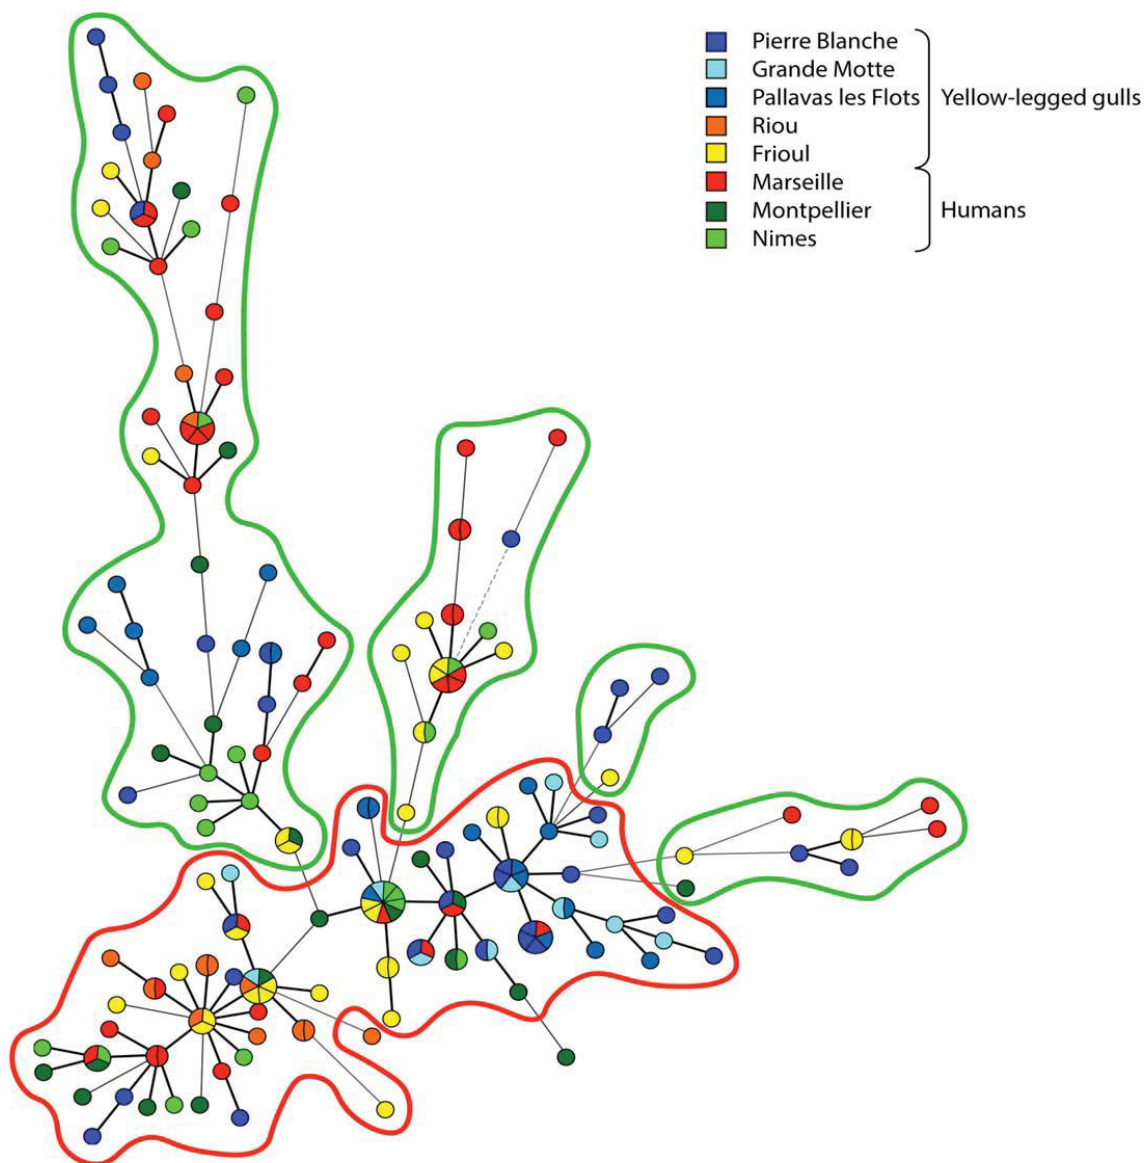 Pierre Blanche
Grande Motte
Pallavas les Flots
Riou
Frioul
Yellow-legged gulls
Marseille
Montpellier
Nimes
Humans